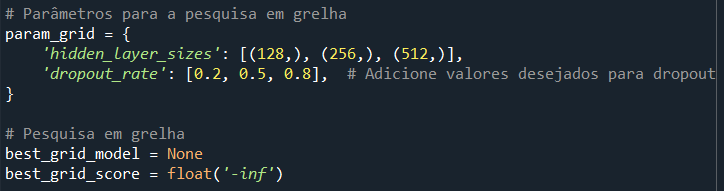 # Parâmetros para a pesquisa em grelha
param_grid = {
    'hidden_layer_sizes': [(128,), (256,), (512,)],
    'dropout_rate': [0.2, 0.5, 0.8],  # Adicione valores desejados para dropout
}
# Pesquisa em grelha
best_grid_model = None
best_grid_score = float('-inf')